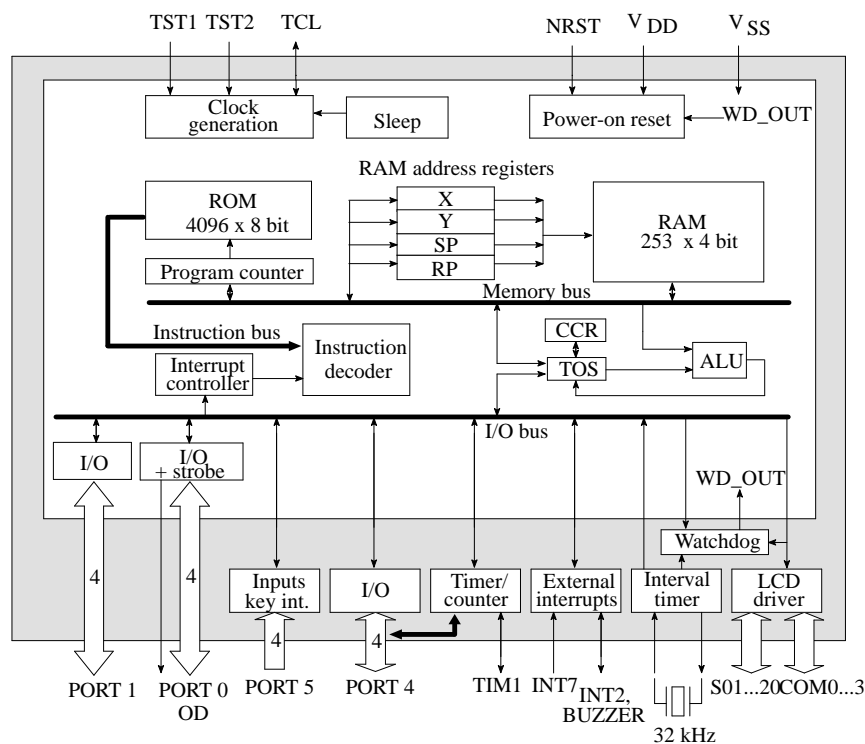 TST1 TST2 TCL NRST V DD V SS
Clock
generation
Sleep
Power-on reset
WD_OUT
RAM address registers
ROM
4096 x 8 bit
X
Y
SP
RP
RAM
253 x 4 bit
Program counter
Memory bus
Instruction bus
Instruction
decoder
Interrupt
controller
CCR
TOS
ALU
I/O bus
I/O
I/O
+ strobe
WD_OUT
Watchdog
4
4
Inputs
key int.
I/O
Timer/
counter
External
interrupts
Interval
timer
LCD
driver
4
4
PORT 1
PORT 0
OD
PORT 5
PORT 4
TIM1
INT7
INT2,
BUZZER
32 kHz
S01...20
COM0...3